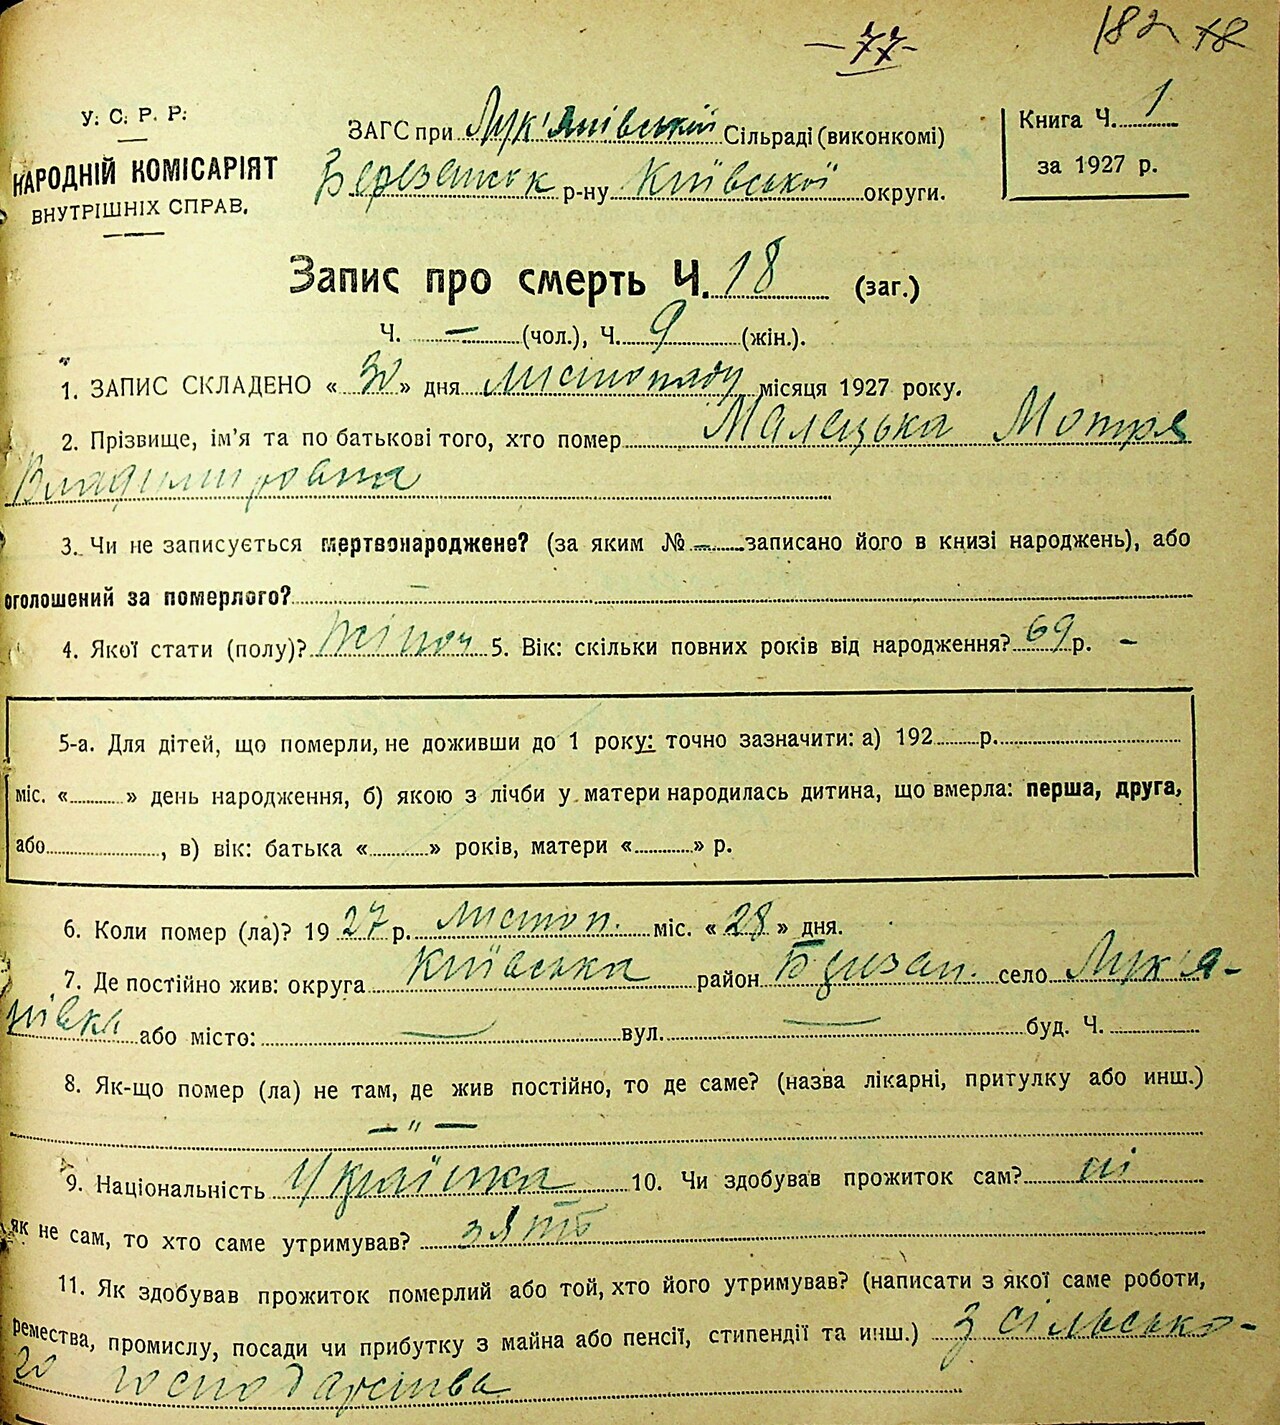 -77-
182 18
У. С. Р. Р.
НАРОДНІЙ КОМІСАРІЯТ
ВНУТРІШНІХ СПРАВ.
ЗАГС при Лук'янівській Сільраді (виконкомі)
Березанськ р-ну Київської округи.
Книга Ч. 1
за 1927 р.
Запис про смерть Ч. 18 (заг.)
Ч. — (чол.), Ч. 9 (жін.).
1. ЗАПИС СКЛАДЕНО « 30 » дня листопаду місяця 1927 року.
2. Прізвище, ім'я та по батькові того, хто помер Малецька Мотря
Владимировна
3. Чи не записується мертвонароджене? (за яким № — записано його в книзі народжень), або
оголошений за померлого? —
4. Якої стати (полу)? жіноч 5. Вік: скільки повних років від народження? 69 р. —
5-а. Для дітей, що померли, не доживши до 1 року: точно зазначити: а) 192 р.
міс. « » день народження, б) якою з лічби у матери народилась дитина, що вмерла: перша, друга,
або , в) вік: батька « » років, матери « » р.
6. Коли помер (ла)? 19 27 р. листоп. міс. « 28 » дня.
7. Де постійно жив: округа Київська район Бризан. село Лук'я-
нівка або місто: — вул. — буд. Ч.
8. Як-що помер (ла) не там, де жив постійно, то де саме? (назва лікарні, притулку або инш.)
— " —
9. Національність Українка 10. Чи здобував прожиток сам? ні
як не сам, то хто саме утримував? зять
11. Як здобував прожиток померлий або той, хто його утримував? (написати з якої саме роботи,
ремества, промислу, посади чи прибутку з майна або пенсії, стипендії та инш.) З сільсько-
го господарства